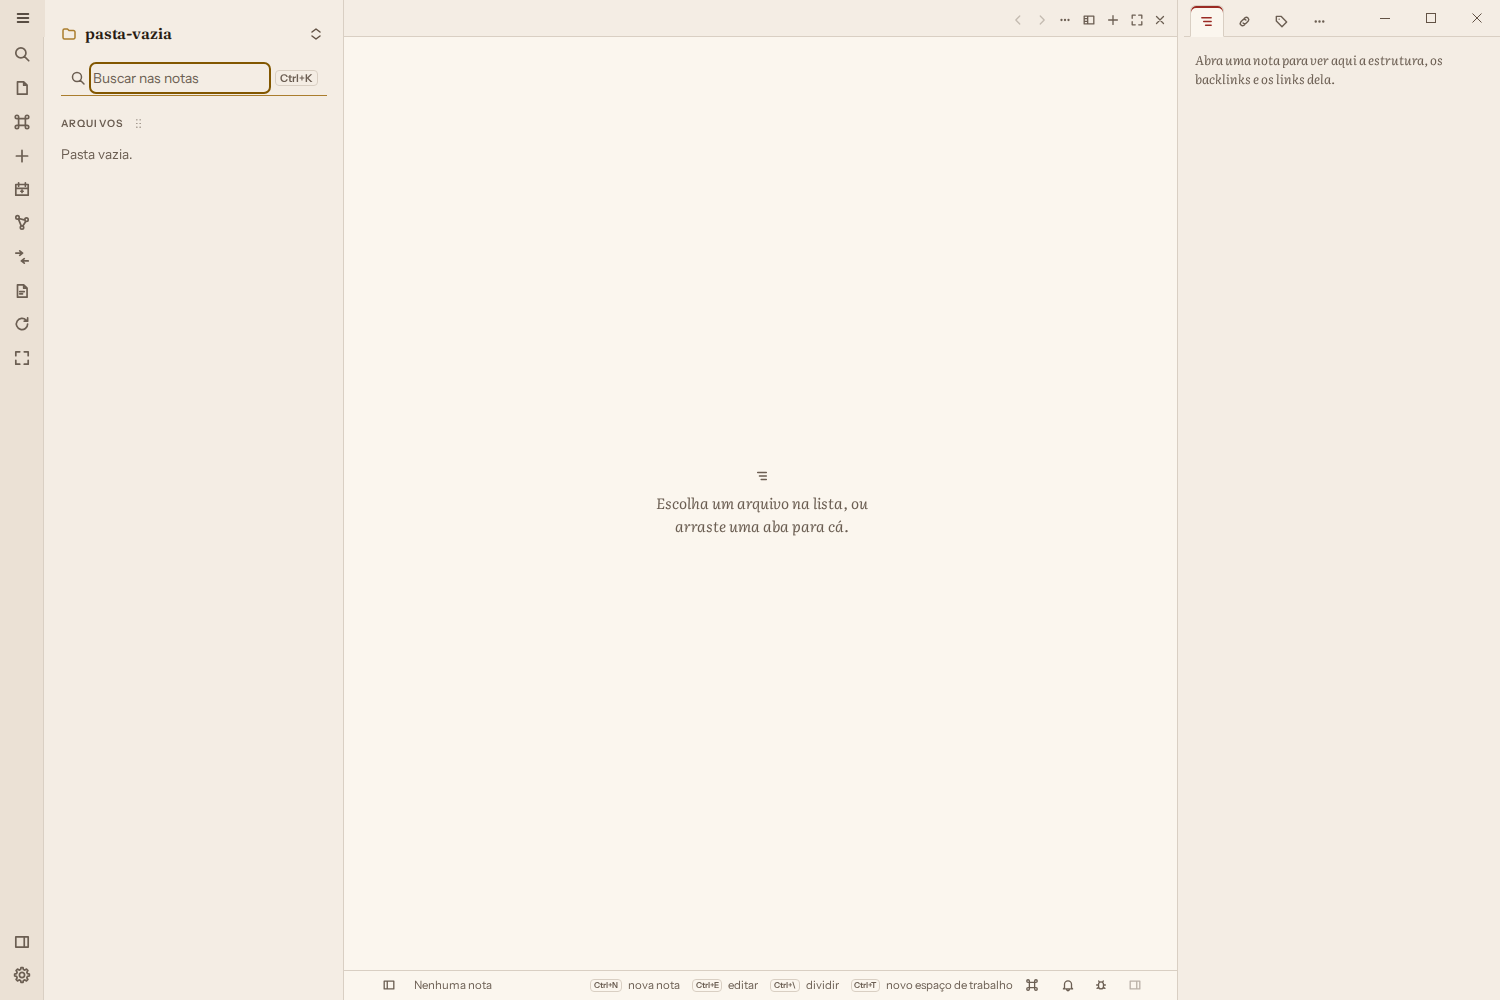 pasta-vazia
Buscar nas notas
Ctrl+K
ARQUIVOS
Pasta vazia.
Escolha um arquivo na lista, ou
arraste uma aba para cá.
Abra uma nota para ver aqui a estrutura, os
backlinks e os links dela.
Nenhuma nota
Ctrl+N nova nota Ctrl+E editar Ctrl+\ dividir Ctrl+T novo espaço de trabalho